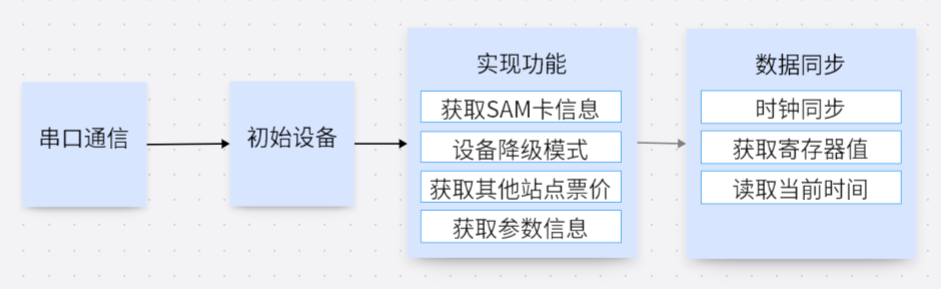 串口通信
初始设备
实现功能
获取SAM卡信息
设备降级模式
获取其他站点票价
获取参数信息
数据同步
时钟同步
获取寄存器值
读取当前时间